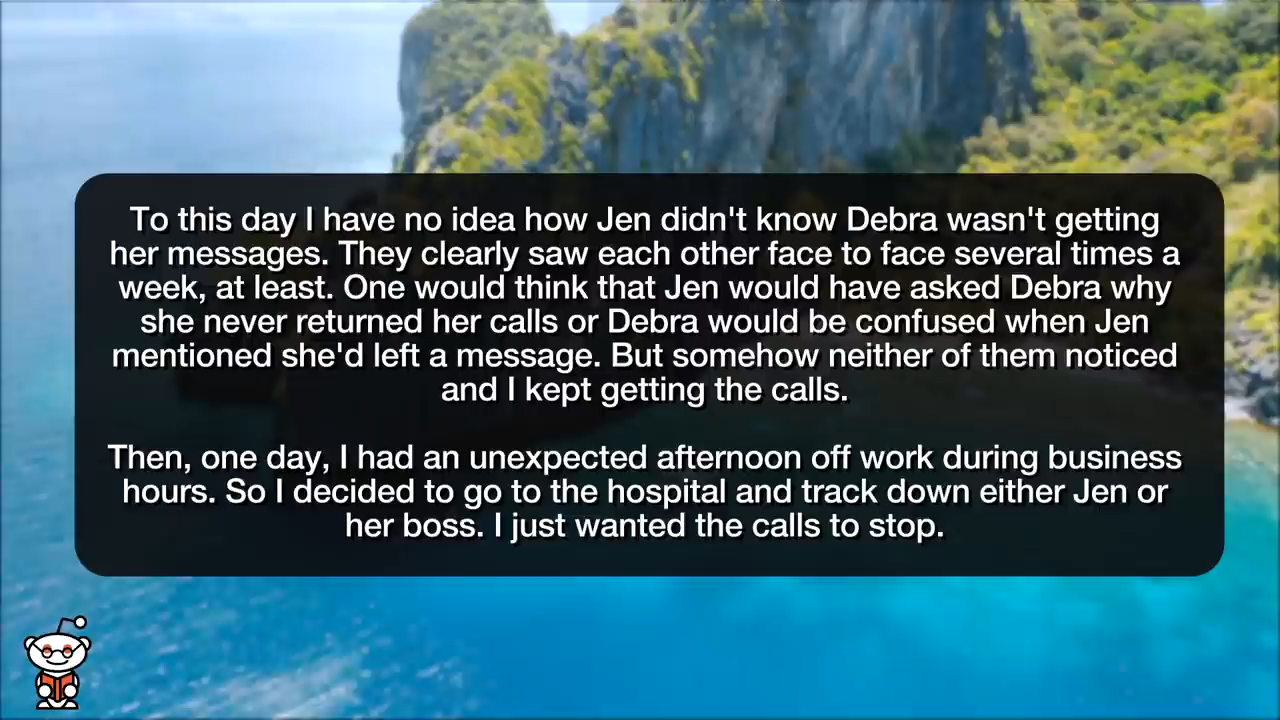 To this day I have no idea how Jen didn't know Debra wasn't getting
her messages. They clearly saw each other face to face several times a
week, at least. One would think that Jen would have asked Debra why
she never returned her calls or Debra would be confused when Jen
mentioned she'd left a message. But somehow neither of them noticed
and I kept getting the calls.
Then, one day, I had an unexpected afternoon off work during business
hours. So I decided to go to the hospital and track down either Jen or
her boss. I just wanted the calls to stop.